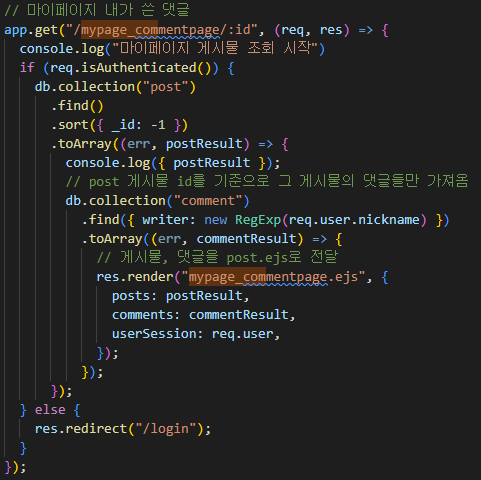 // 마이페이지 내가 쓴 댓글
app.get("/mypage_commentpage/:id", (req, res) => {
  console.log("마이페이지 게시물 조회 시작")
  if (req.isAuthenticated()) {
    db.collection("post")
      .find()
      .sort({ _id: -1 })
      .toArray((err, postResult) => {
        console.log({ postResult });
        // post 게시물 id를 기준으로 그 게시물의 댓글들만 가져옴
        db.collection("comment")
          .find({ writer: new RegExp(req.user.nickname) })
          .toArray((err, commentResult) => {
            // 게시물, 댓글을 post.ejs로 전달
            res.render("mypage_commentpage.ejs", {
              posts: postResult,
              comments: commentResult,
              userSession: req.user,
            });
          });
      });
  } else {
    res.redirect("/login");
  }
});